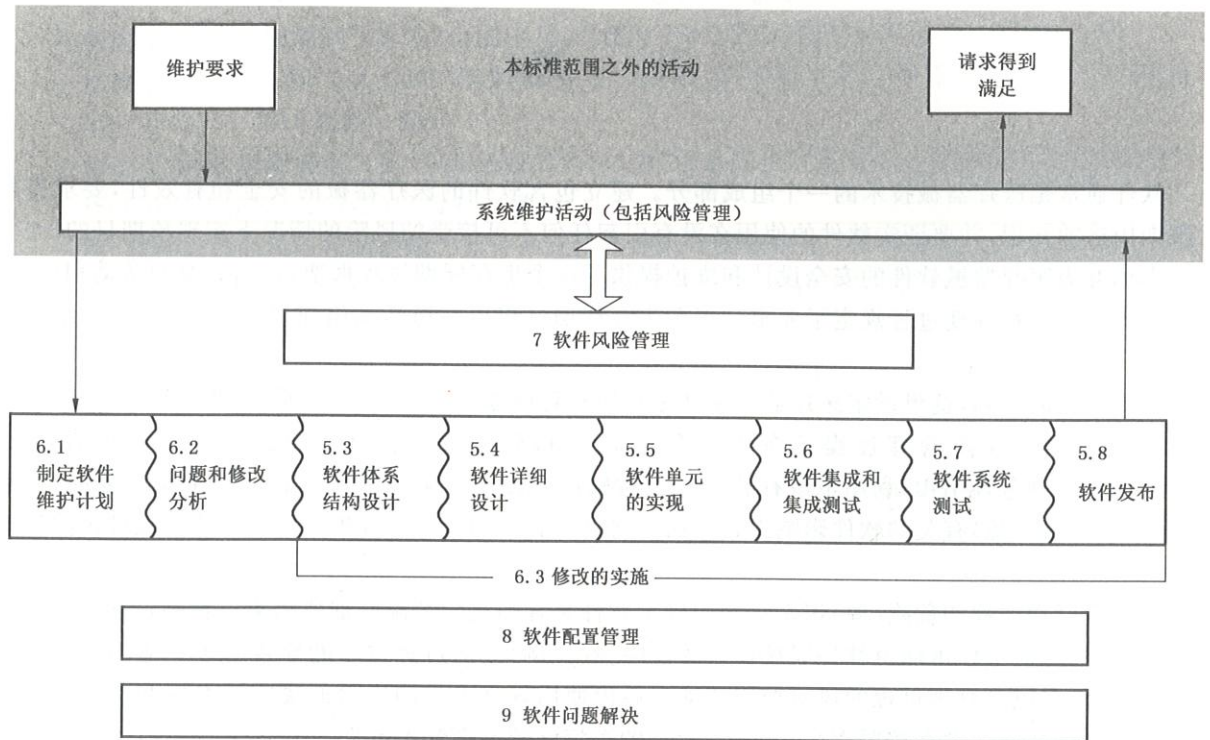 维护要求
本标准范围之外的活动
请求得到
满足
系统维护活动（包括风险管理）
7 软件风险管理
6.1
制定软件
维护计划
6.2
问题和修改
分析
5.3
软件体系
结构设计
5.4
软件详细
设计
5.5
软件单元
的实现
5.6
软件集成和
集成测试
5.7
软件系统
测试
5.8
软件发布
6.3 修改的实施
8 软件配置管理
9 软件问题解决